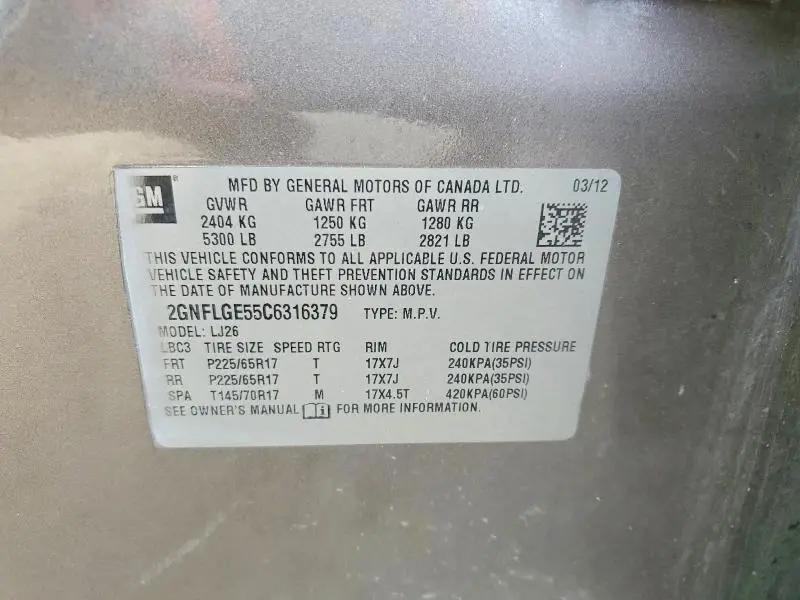 GM® MFD BY GENERAL MOTORS OF CANADA LTD. 03/12
GVWR GAWR FRT GAWR RR
2404 KG 1250 KG 1280 KG
5300 LB 2755 LB 2821 LB
THIS VEHICLE CONFORMS TO ALL APPLICABLE U.S. FEDERAL MOTOR
VEHICLE SAFETY AND THEFT PREVENTION STANDARDS IN EFFECT ON
THE DATE OF MANUFACTURE SHOWN ABOVE.
2GNFLGE55C6316379 TYPE: M.P.V.
MODEL: LJ26
LBC3 TIRE SIZE SPEED RTG RIM COLD TIRE PRESSURE
FRT P225/65R17 T 17X7J 240KPA(35PSI)
RR P225/65R17 T 17X7J 240KPA(35PSI)
SPA T145/70R17 M 17X4.5T 420KPA(60PSI)
SEE OWNER'S MANUAL FOR MORE INFORMATION.